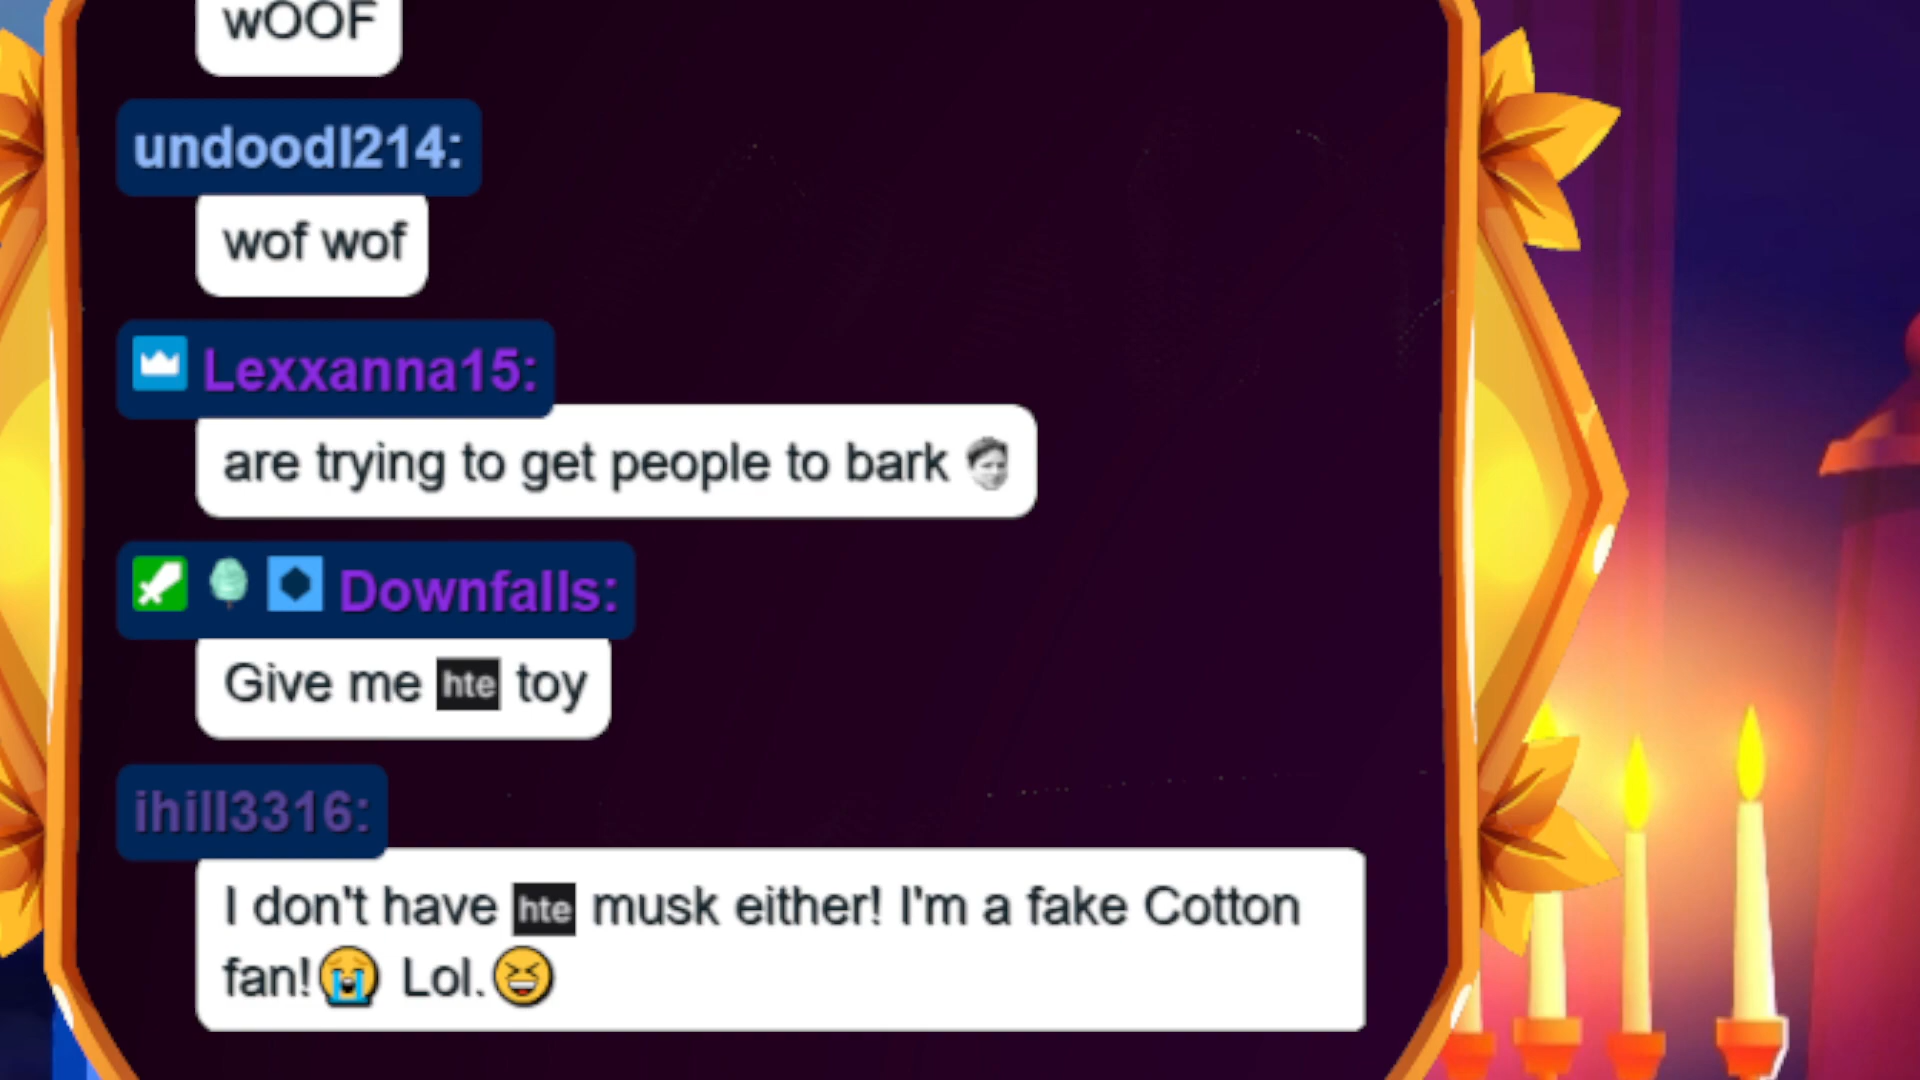 wOOF
undoodl214:
wof wof
Lexxanna15:
are trying to get people to bark
Downfalls:
Give me hte toy
ihill3316:
I don't have hte musk either! I'm a fake Cotton
fan!😭 Lol.😆